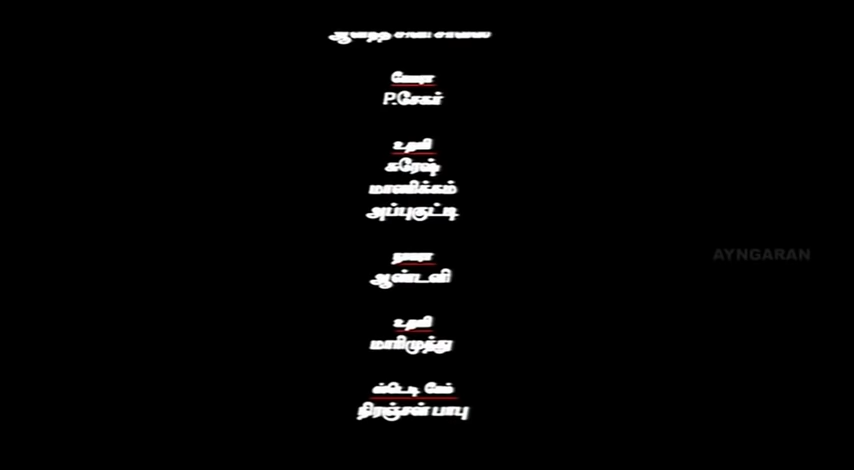 P.சேகர்
உதவி
சுரேஷ்
மாணிக்கம்
அப்புகுட்டி
AYNGARAN
ஆண்டனி
உதவி
மாரிமுத்து
ஸ்டெடி கேம்
நிரஞ்சன் பாபு